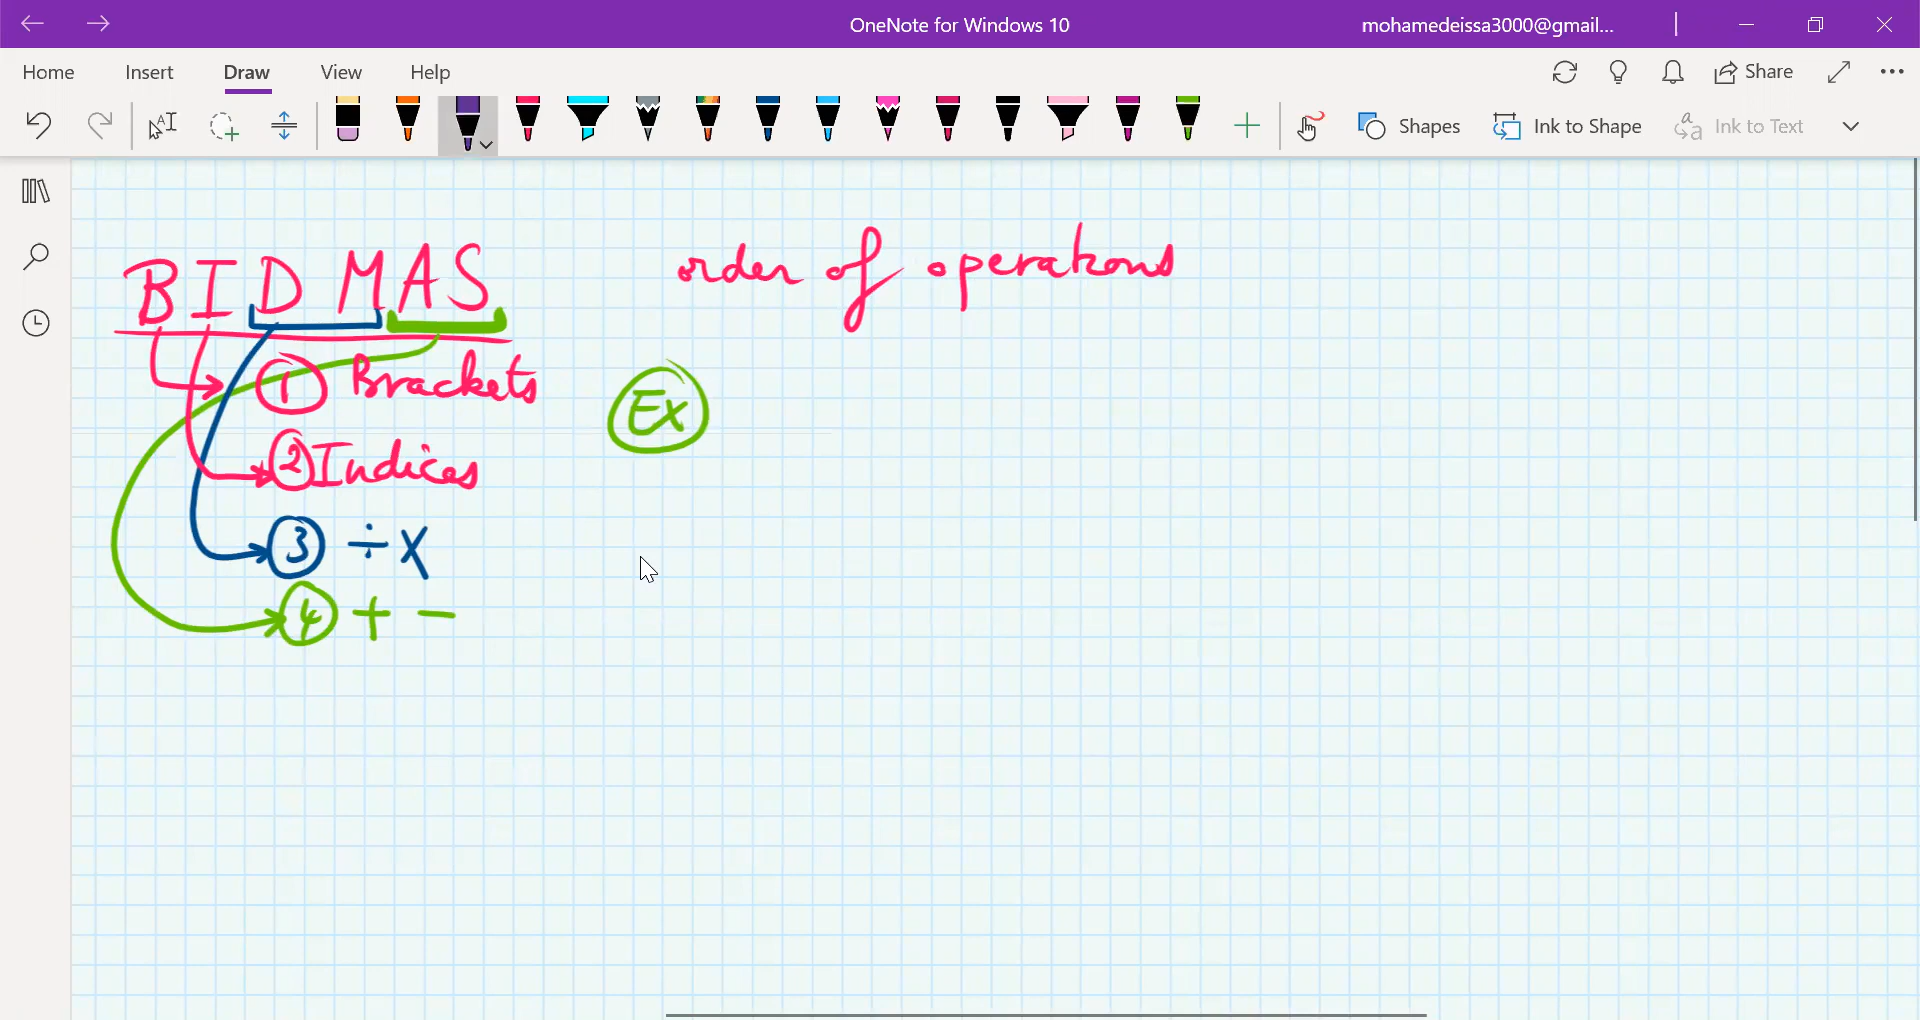 OneNote for Windows 10
mohamedeissa3000@gmail...
Home Insert Draw View Help
Share
Shapes Ink to Shape Ink to Text
BIDMAS
order of operations
① Brackets
Ex
② Indices
③ ÷ x
④ + −